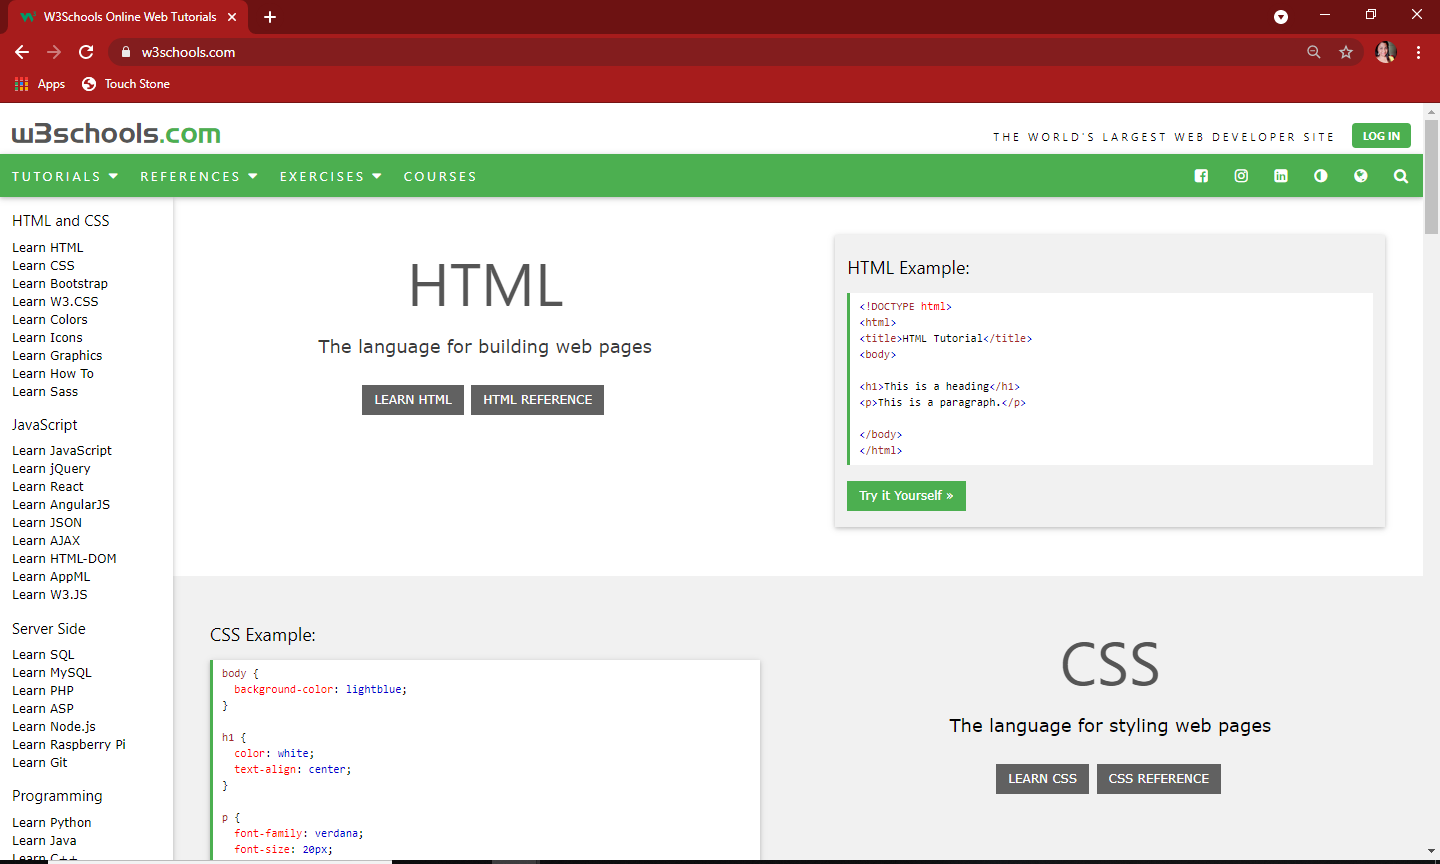 W3Schools Online Web Tutorials
w3schools.com
Apps
Touch Stone
w3schools.com
THE WORLD'S LARGEST WEB DEVELOPER SITE
LOG IN
TUTORIALS REFERENCES EXERCISES COURSES
HTML and CSS
Learn HTML
Learn CSS
Learn Bootstrap
Learn W3.CSS
Learn Colors
Learn Icons
Learn Graphics
Learn How To
Learn Sass
JavaScript
Learn JavaScript
Learn jQuery
Learn React
Learn AngularJS
Learn JSON
Learn AJAX
Learn HTML-DOM
Learn AppML
Learn W3.JS
Server Side
Learn SQL
Learn MySQL
Learn PHP
Learn ASP
Learn Node.js
Learn Raspberry Pi
Learn Git
Programming
Learn Python
Learn Java
Learn C++
HTML
The language for building web pages
LEARN HTML
HTML REFERENCE
HTML Example:
<!DOCTYPE html>
<html>
<title>HTML Tutorial</title>
<body>
<h1>This is a heading</h1>
<p>This is a paragraph.</p>
</body>
</html>
Try it Yourself »
CSS Example:
body {
background-color: lightblue;
}
h1 {
color: white;
text-align: center;
}
p {
font-family: verdana;
font-size: 20px;
CSS
The language for styling web pages
LEARN CSS
CSS REFERENCE